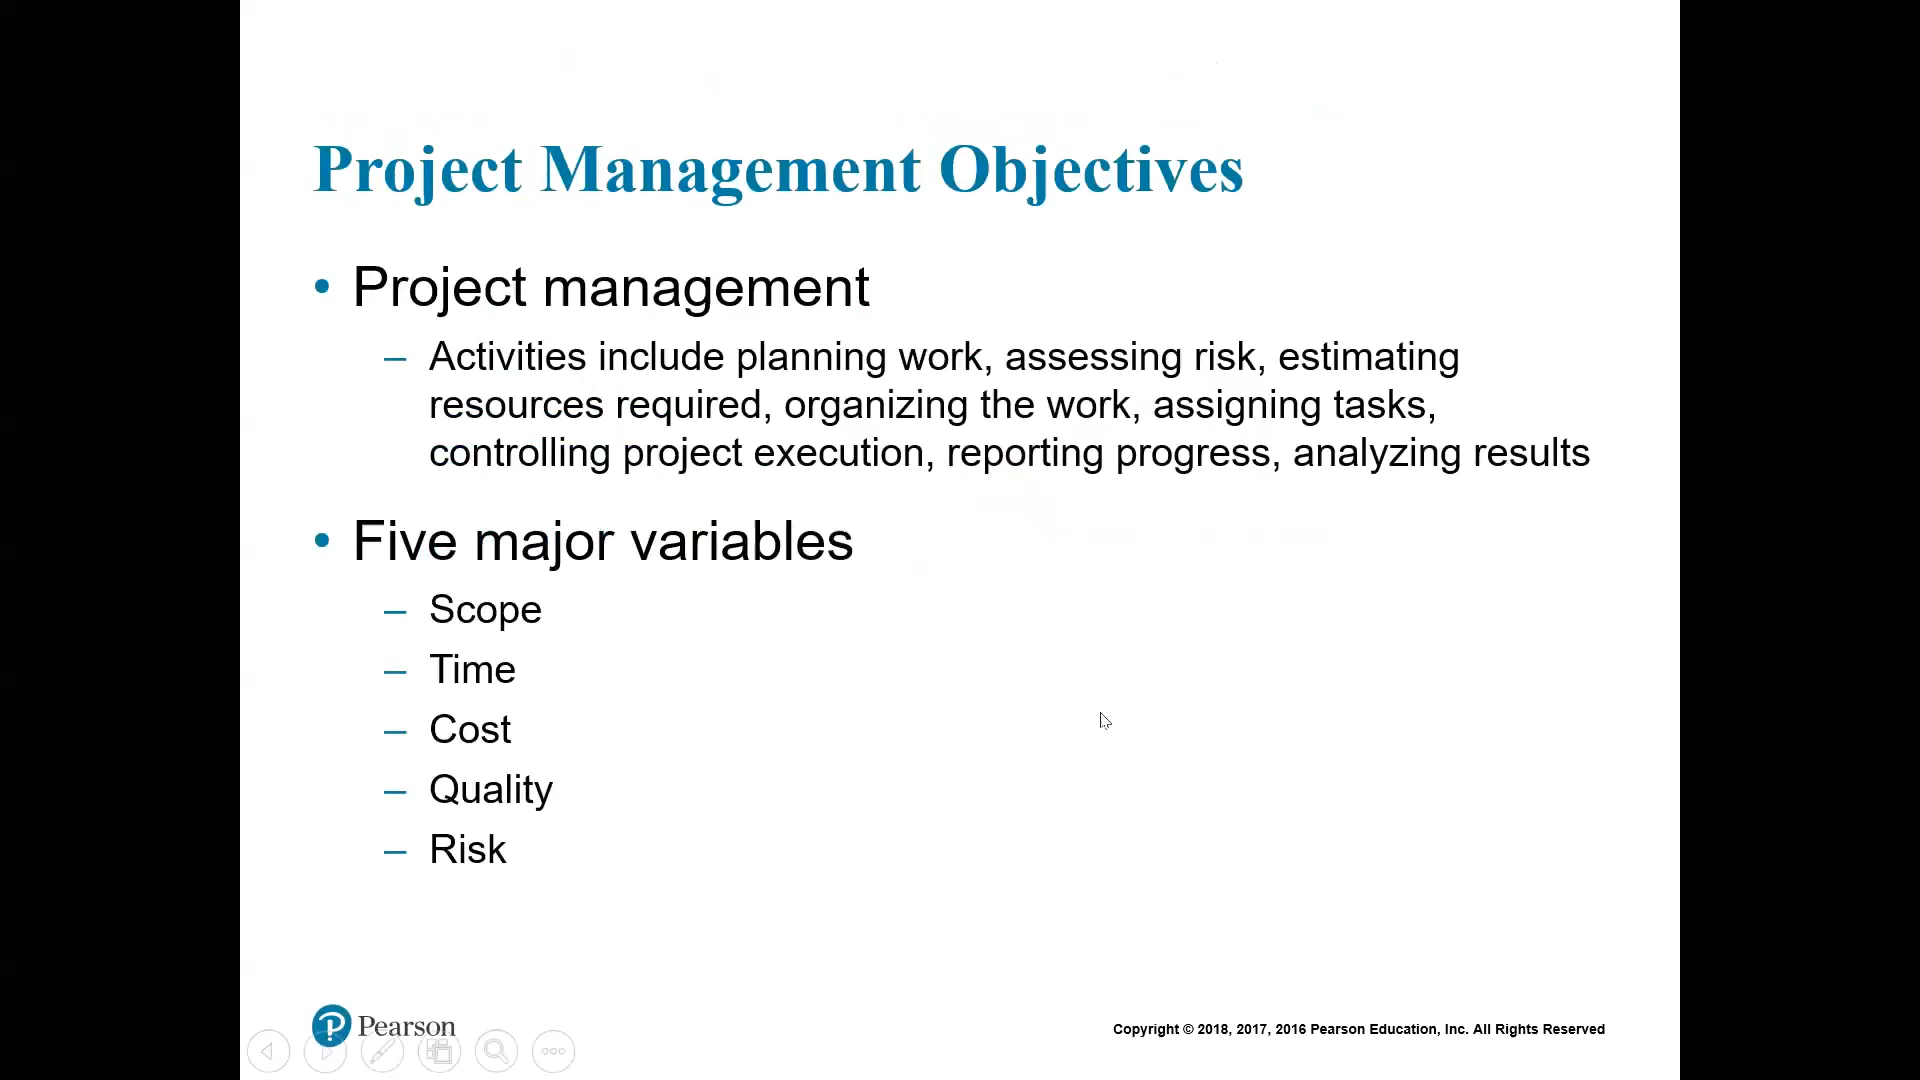 Project Management Objectives
• Project management
– Activities include planning work, assessing risk, estimating
resources required, organizing the work, assigning tasks,
controlling project execution, reporting progress, analyzing results
• Five major variables
– Scope
– Time
– Cost
– Quality
– Risk
Pearson
Copyright © 2018, 2017, 2016 Pearson Education, Inc. All Rights Reserved